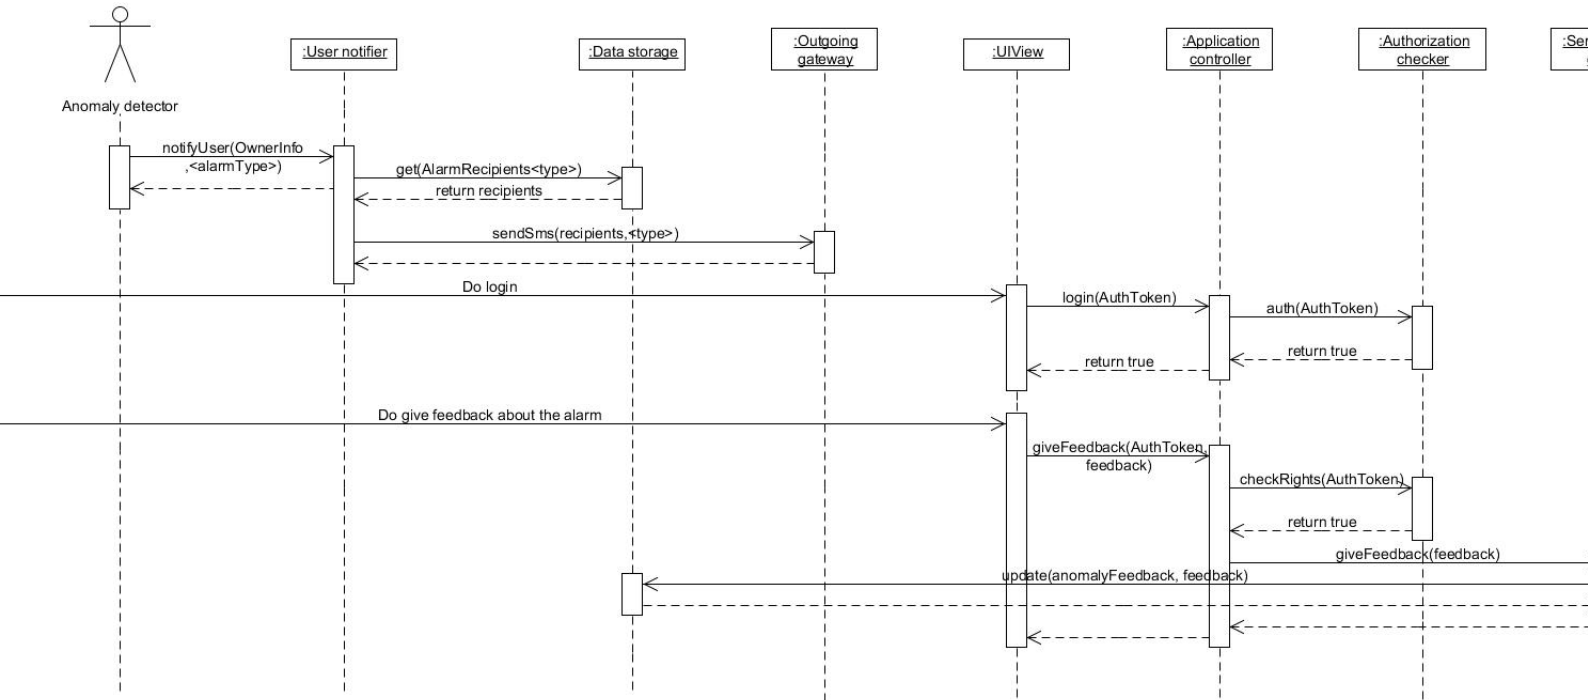 :User notifier
:Data storage
:Outgoing
gateway
:UIView
:Application
controller
:Authorization
checker
:Ser
Anomaly detector
notifyUser(OwnerInfo
,<alarmType>)
get(AlarmRecipients<type>)
return recipients
sendSms(recipients,<type>)
Do login
login(AuthToken)
auth(AuthToken)
return true
return true
Do give feedback about the alarm
giveFeedback(AuthToken,
feedback)
checkRights(AuthToken)
return true
giveFeedback(feedback)
update(anomalyFeedback, feedback)